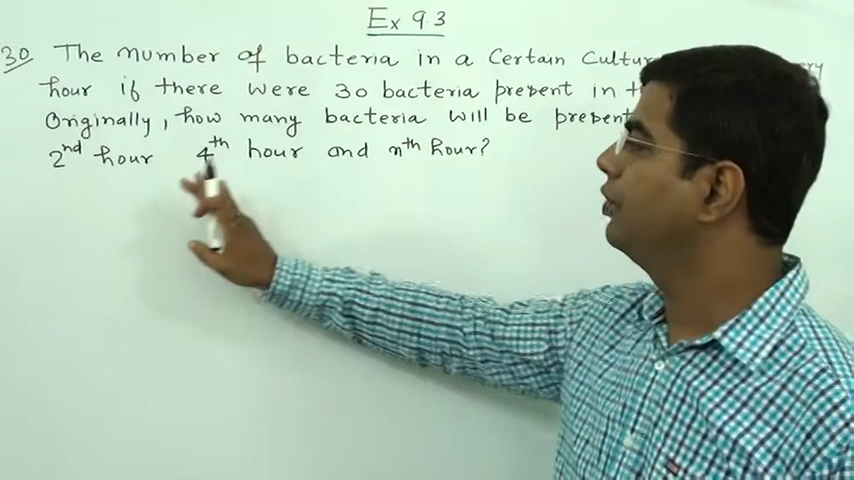 Ex 9.3
30 The number of bacteria in a Certain Cultur
hour if there were 30 bacteria present in t
Originally, how many bacteria will be present
2nd hour 4th hour and nth hour?